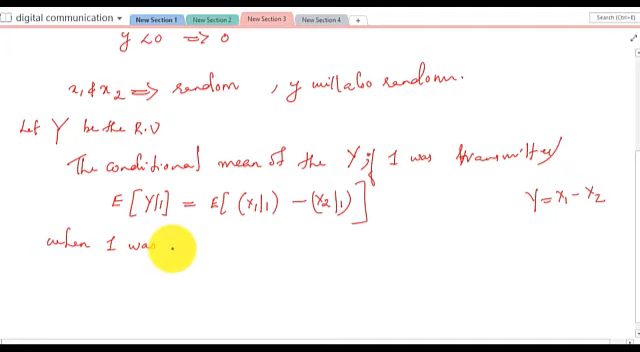 digital communication
New Section 1
New Section 2
New Section 3
New Section 4
+
Search (Ctrl+E)
y < 0 ⟹ 0
x₁ & x₂ ⟹ random , y will also random.
Let Y be the R.V
The conditional mean of the Y, if 1 was transmitted
E [Y|1] = E[ (x₁|1) - (x₂|1) ]
Y = x₁ - x₂
when 1 was